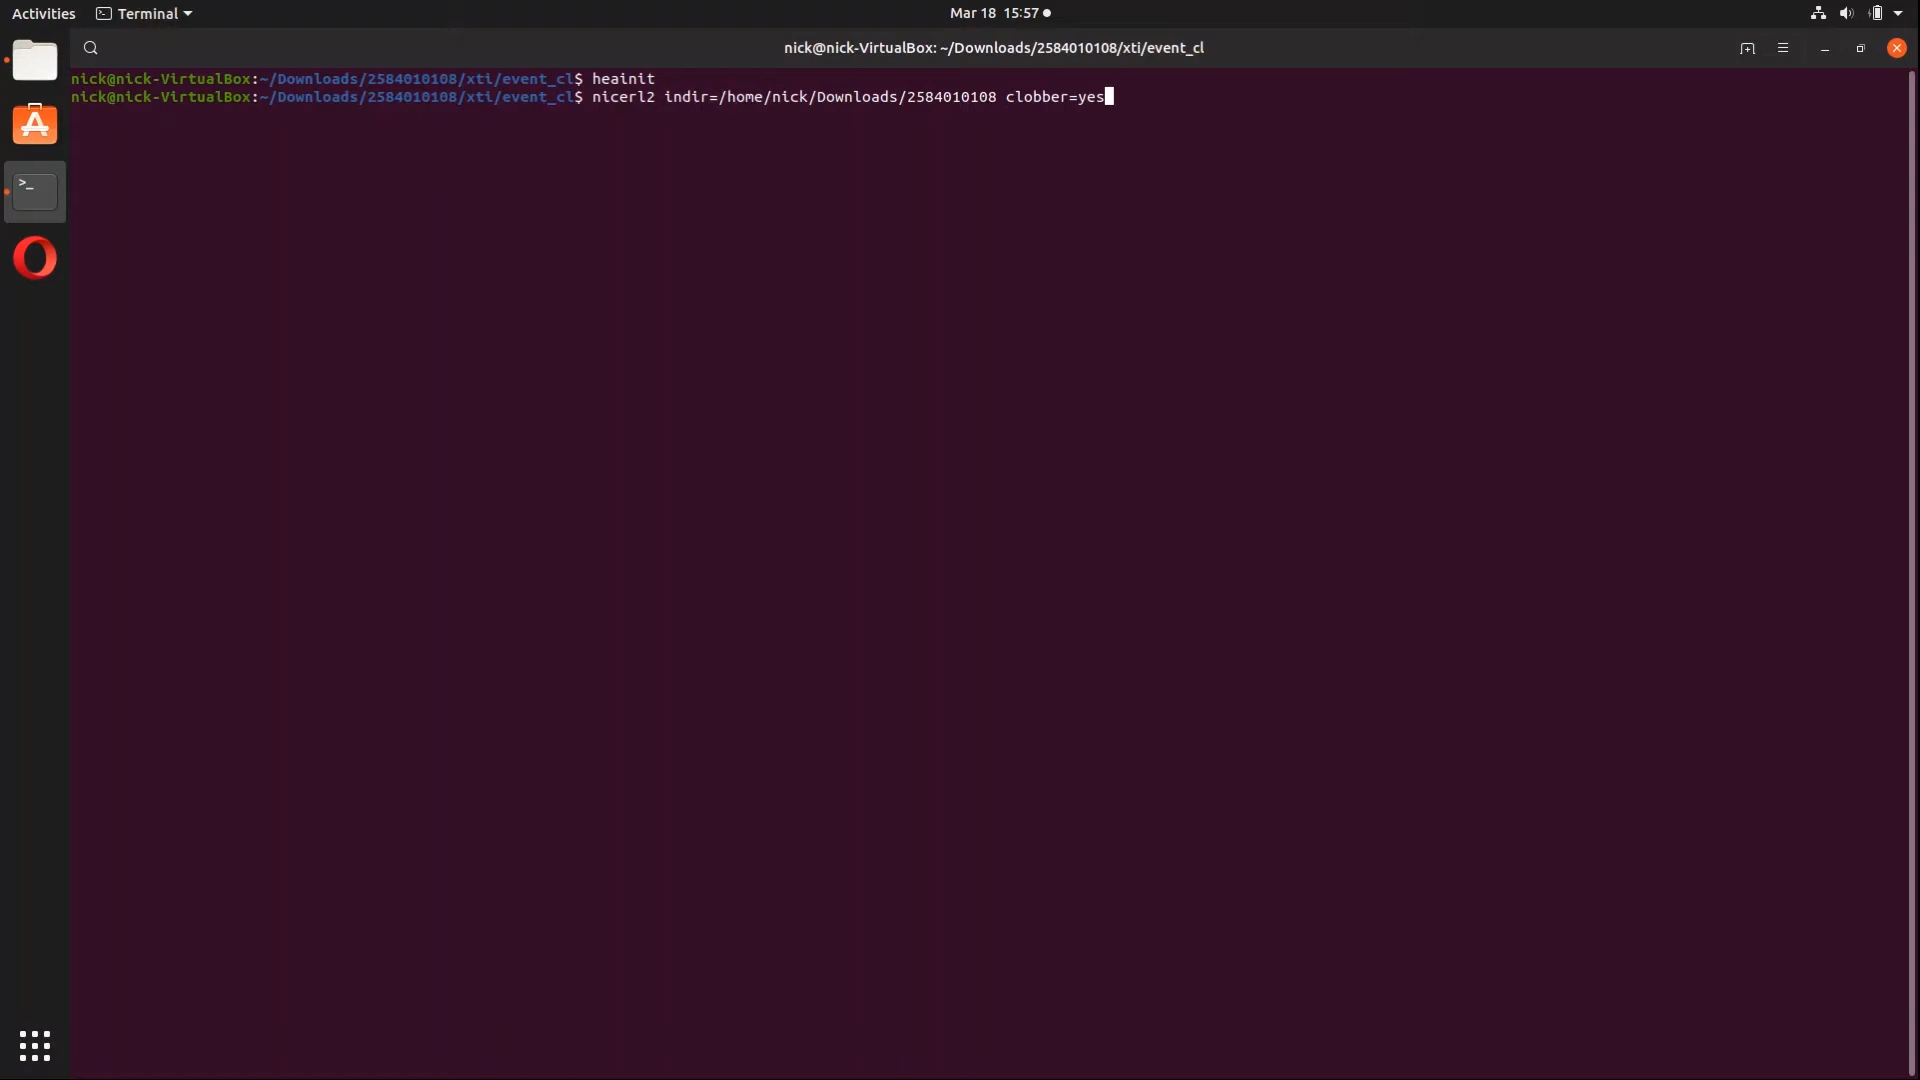 Activities Terminal Mar 18 15:57
nick@nick-VirtualBox: ~/Downloads/2584010108/xti/event_cl
nick@nick-VirtualBox:~/Downloads/2584010108/xti/event_cl$ heainit
nick@nick-VirtualBox:~/Downloads/2584010108/xti/event_cl$ nicerl2 indir=/home/nick/Downloads/2584010108 clobber=yes